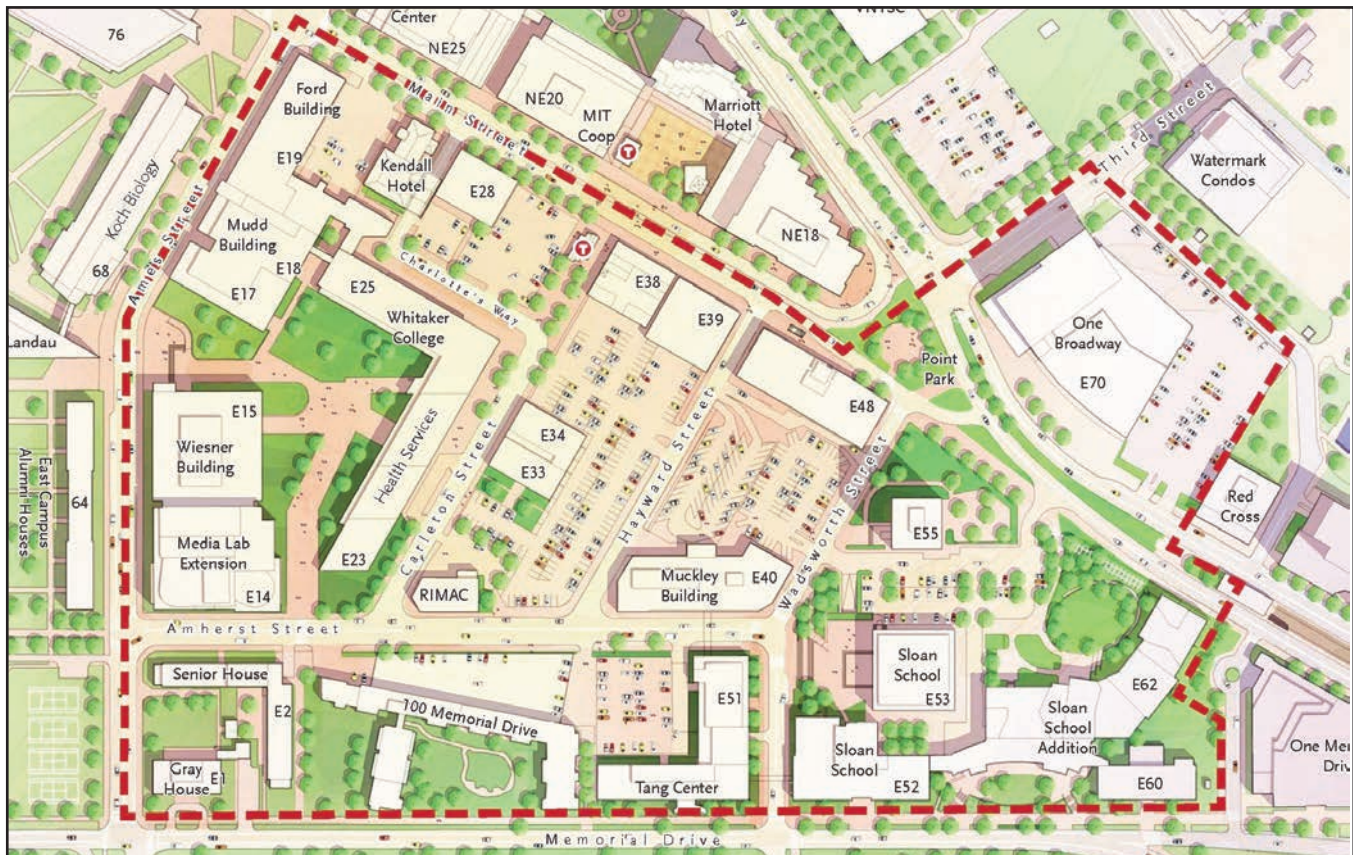 76
Center
NE25
Ford
Building
E19
Main Street
NE20
MIT
Coop
T
Marriott
Hotel
Third Street
Watermark
Condos
Koch Biology
68
Ames Street
Kendall
Hotel
E28
NE18
Mudd
Building
E18
E17
E25
Charlotte's Way
T
E38
E39
Whitaker
College
Landau
Point
Park
One
Broadway
E70
E15
Wiesner
Building
Health Services
Carleton Street
E34
E33
Hayward Street
E48
Wadsworth Street
East Campus
Alumni Houses
64
Media Lab
Extension
E14
E23
RIMAC
Muckley
Building
E40
E55
Red
Cross
Amherst Street
Senior House
E2
100 Memorial Drive
E51
Sloan
School
E53
E62
Sloan
School
Addition
Gray
House
E1
Tang Center
Sloan
School
E52
E60
One Me
Driv
Memorial Drive